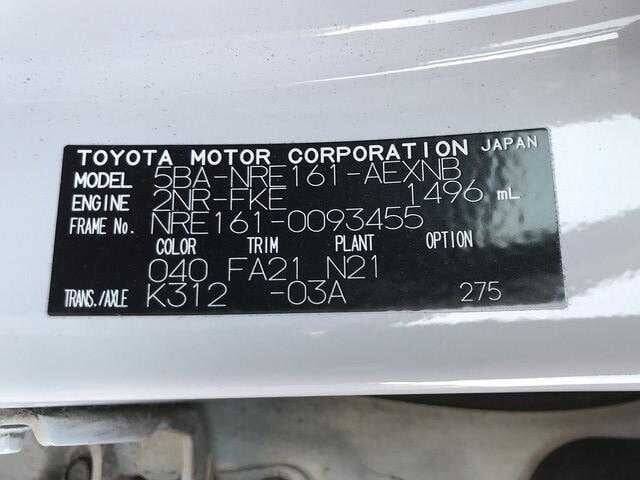 TOYOTA MOTOR CORPORATION JAPAN
MODEL 5BA-NRE161-AEXNB
ENGINE 2NR-FKE 1496 mL
FRAME No. NRE161-0093455
COLOR TRIM PLANT OPTION
040 FA21 N21
TRANS./AXLE K312 -03A 275